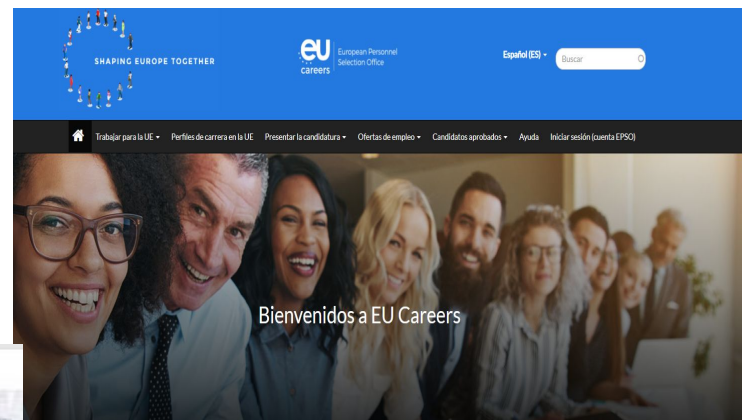 SHAPING EUROPE TOGETHER
eu
careers
European Personnel
Selection Office
Español (ES)
Buscar
Trabajar para la UE Perfiles de carrera en la UE Presentar la candidatura Ofertas de empleo Candidatos aprobados Ayuda Iniciar sesión (cuenta EPSO)
Bienvenidos a EU Careers